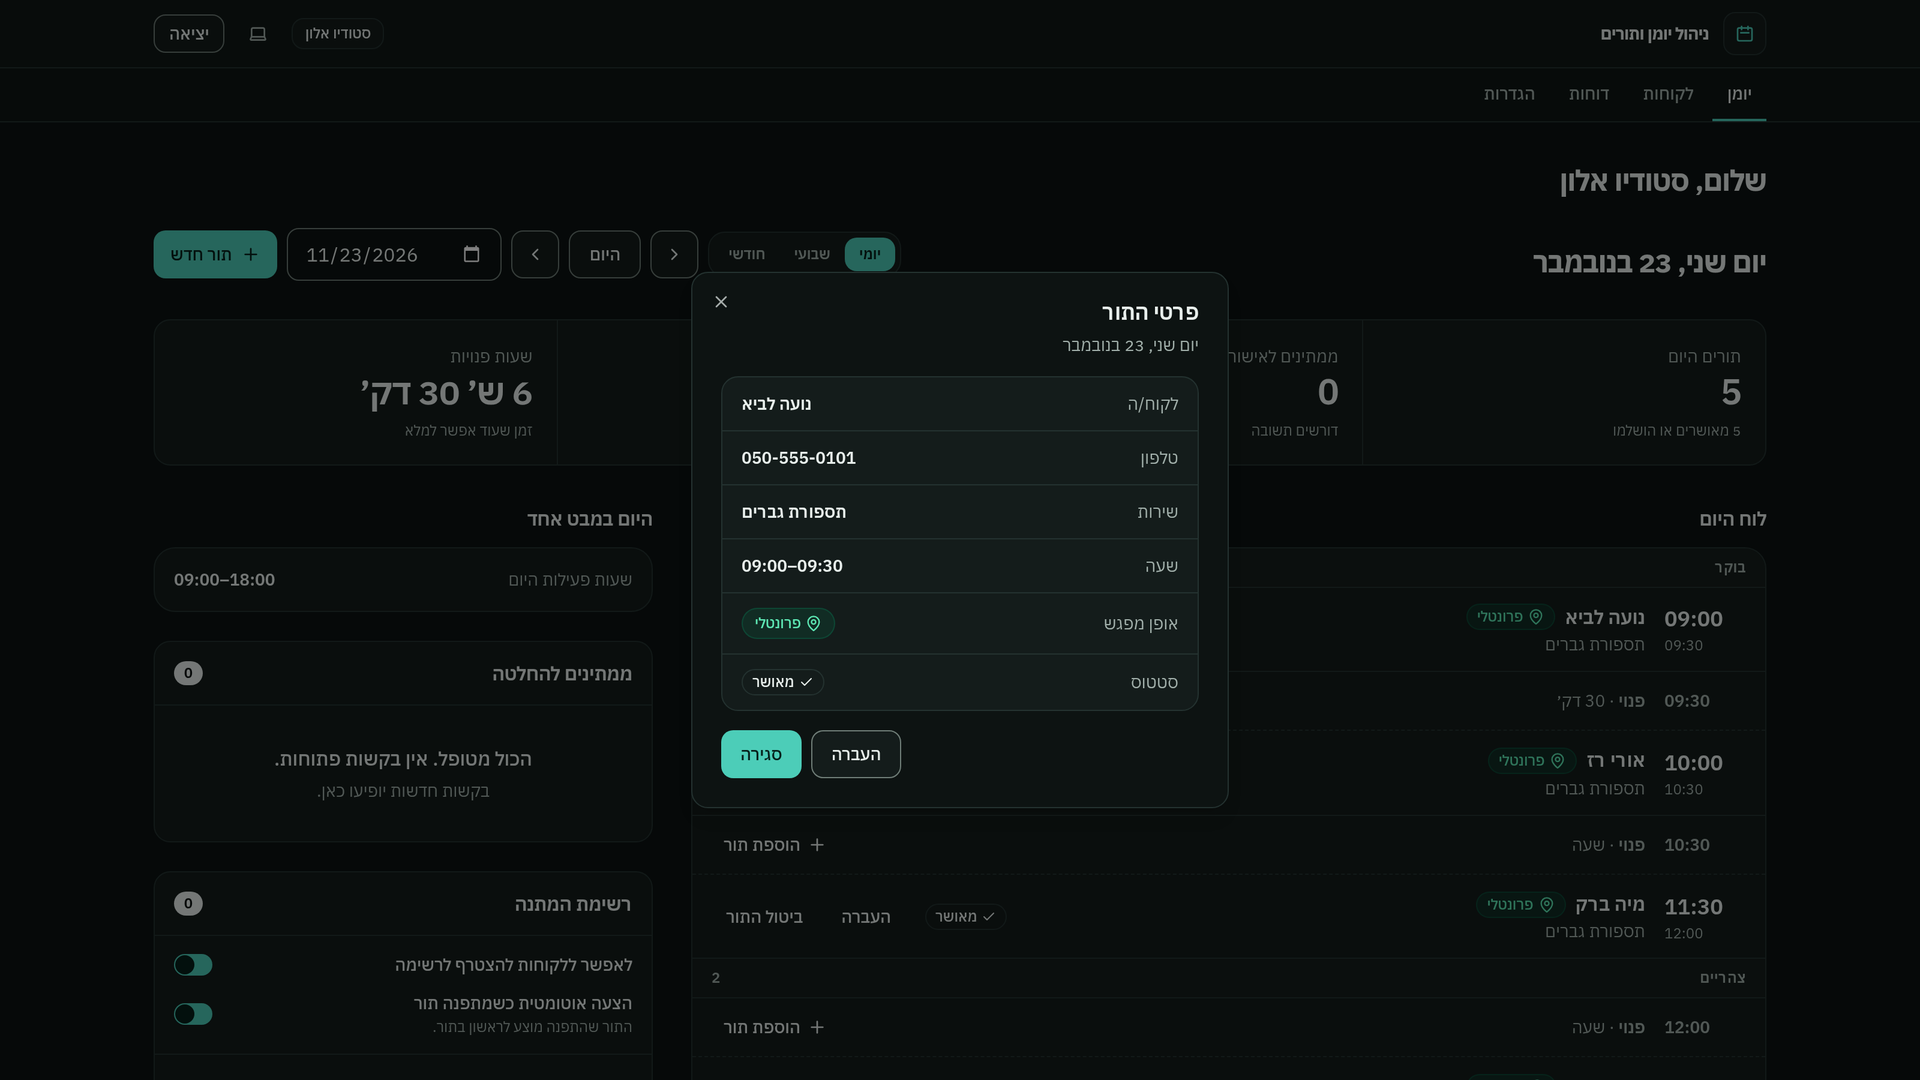 ניהול יומן ותורים
סטודיו אלון
יציאה
יומן
לקוחות
דוחות
הגדרות
שלום, סטודיו אלון
יום שני, 23 בנובמבר
יומי
שבועי
חודשי
היום
11/23/2026
תור חדש
תורים היום
5
5 מאושרים או הושלמו
ממתינים לאישור
0
דורשים תשובה
שעות פנויות
6 ש׳ 30 דק׳
זמן שעוד אפשר למלא
פרטי התור
יום שני, 23 בנובמבר
לקוח/ה נועה לביא
טלפון 050-555-0101
שירות תספורת גברים
שעה 09:00–09:30
אופן מפגש פרונטלי
סטטוס מאושר
העברה
סגירה
לוח היום
בוקר
09:00 נועה לביא פרונטלי
09:30 תספורת גברים
09:30 פנוי · 30 דק׳
10:00 אורי רז פרונטלי
10:30 תספורת גברים
10:30 פנוי · שעה הוספת תור
11:30 מיה ברק פרונטלי
12:00 תספורת גברים
מאושר העברה ביטול התור
צהריים 2
12:00 פנוי · שעה הוספת תור
היום במבט אחד
שעות פעילות היום 09:00–18:00
ממתינים להחלטה 0
הכול מטופל. אין בקשות פתוחות.
בקשות חדשות יופיעו כאן.
רשימת המתנה 0
לאפשר ללקוחות להצטרף לרשימה
הצעה אוטומטית כשמתפנה תור
התור שהתפנה מוצע לראשון בתור.